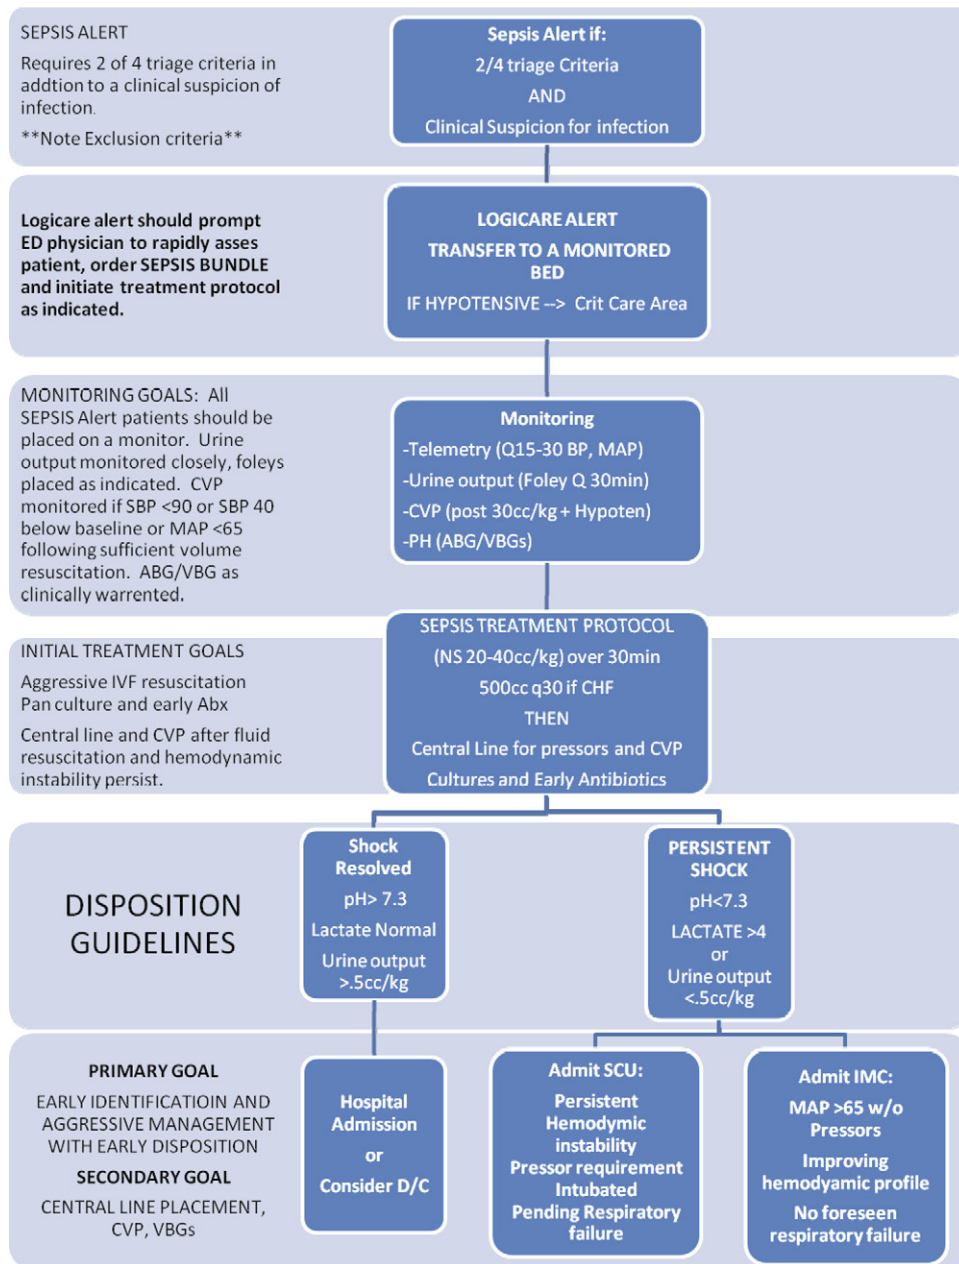 SEPSIS ALERT
Requires 2 of 4 triage criteria in
addtion to a clinical suspicion of
infection.
**Note Exclusion criteria**
Sepsis Alert if:
2/4 triage Criteria
AND
Clinical Suspicion for infection
Logicare alert should prompt
ED physician to rapidly asses
patient, order SEPSIS BUNDLE
and initiate treatment protocol
as indicated.
LOGICARE ALERT
TRANSFER TO A MONITORED
BED
IF HYPOTENSIVE --> Crit Care Area
MONITORING GOALS: All
SEPSIS Alert patients should be
placed on a monitor. Urine
output monitored closely, foleys
placed as indicated. CVP
monitored if SBP <90 or SBP 40
below baseline or MAP <65
following sufficient volume
resuscitation. ABG/VBG as
clinically warrented.
Monitoring
-Telemetry (Q15-30 BP, MAP)
-Urine output (Foley Q 30min)
-CVP (post 30cc/kg + Hypoten)
-PH (ABG/VBGs)
INITIAL TREATMENT GOALS
Aggressive IVF resuscitation
Pan culture and early Abx
Central line and CVP after fluid
resuscitation and hemodynamic
instability persist.
SEPSIS TREATMENT PROTOCOL
(NS 20-40cc/kg) over 30min
500cc q30 if CHF
THEN
Central Line for pressors and CVP
Cultures and Early Antibiotics
DISPOSITION
GUIDELINES
Shock
Resolved
pH> 7.3
Lactate Normal
Urine output
>.5cc/kg
PERSISTENT
SHOCK
pH<7.3
LACTATE >4
or
Urine output
<.5cc/kg
PRIMARY GOAL
EARLY IDENTIFICATIOIN AND
AGGRESSIVE MANAGEMENT
WITH EARLY DISPOSITION
SECONDARY GOAL
CENTRAL LINE PLACEMENT,
CVP, VBGs
Hospital
Admission
or
Consider D/C
Admit SCU:
Persistent
Hemodymic
instability
Pressor requirement
Intubated
Pending Respiratory
failure
Admit IMC:
MAP >65 w/o
Pressors
Improving
hemodyamic profile
No foreseen
respiratory failure